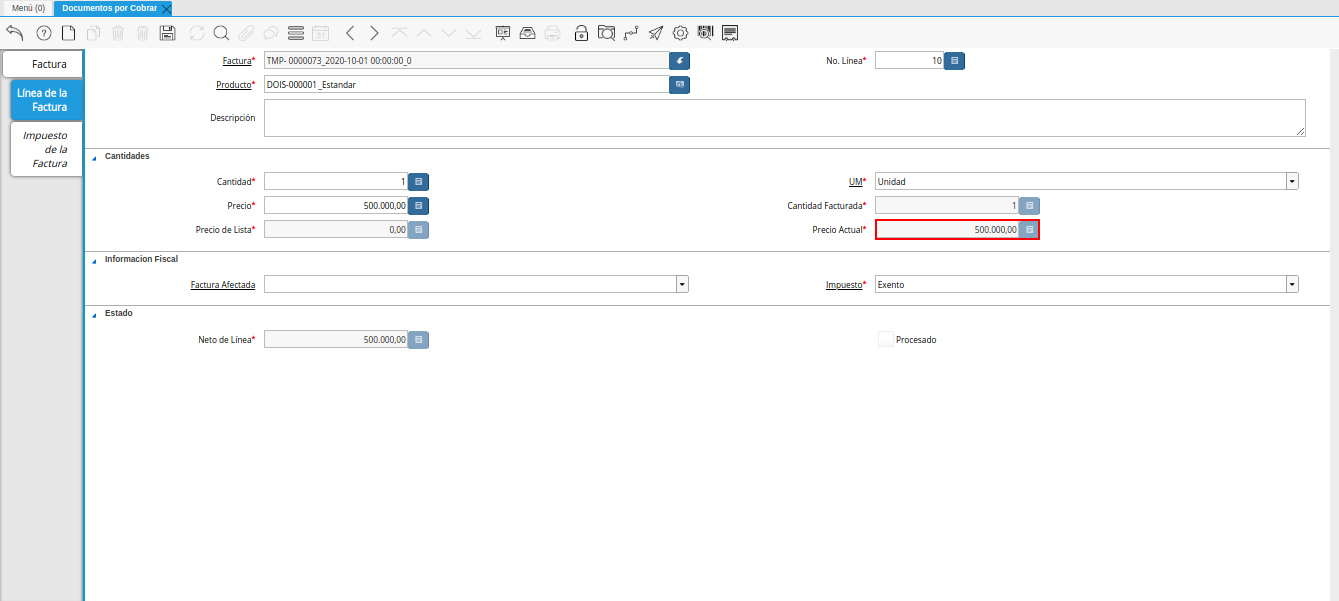 Menú (0) Documentos por Cobrar
Factura
Línea de la
Factura
Impuesto
de la
Factura
Factura* TMP- 0000073_2020-10-01 00:00:00_0 No. Línea* 10
Producto* DOIS-000001_Estandar
Descripción
Cantidades
Cantidad* 1 UM* Unidad
Precio* 500.000,00 Cantidad Facturada* 1
Precio de Lista* 0,00 Precio Actual* 500.000,00
Informacion Fiscal
Factura Afectada Impuesto* Exento
Estado
Neto de Línea* 500.000,00 Procesado